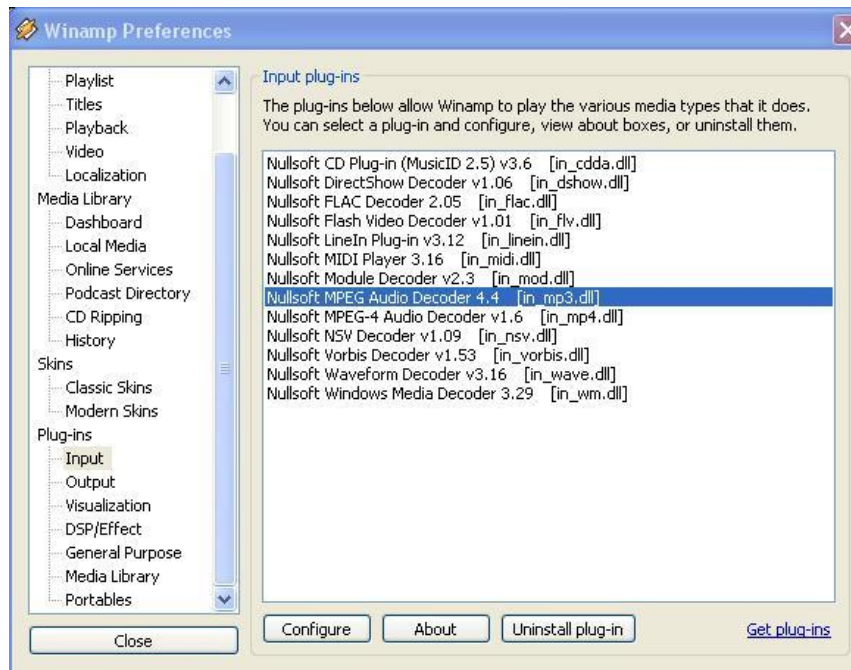 Winamp Preferences
Playlist
Titles
Playback
Video
Localization
Media Library
Dashboard
Local Media
Online Services
Podcast Directory
CD Ripping
History
Skins
Classic Skins
Modern Skins
Plug-ins
Input
Output
Visualization
DSP/Effect
General Purpose
Media Library
Portables
Close
Input plug-ins
The plug-ins below allow Winamp to play the various media types that it does.
You can select a plug-in and configure, view about boxes, or uninstall them.
Nullsoft CD Plug-in (MusicID 2.5) v3.6 [in_cdda.dll]
Nullsoft DirectShow Decoder v1.06 [in_dshow.dll]
Nullsoft FLAC Decoder 2.05 [in_flac.dll]
Nullsoft Flash Video Decoder v1.01 [in_flv.dll]
Nullsoft LineIn Plug-in v3.12 [in_linein.dll]
Nullsoft MIDI Player 3.16 [in_midi.dll]
Nullsoft Module Decoder v2.3 [in_mod.dll]
Nullsoft MPEG Audio Decoder 4.4 [in_mp3.dll]
Nullsoft MPEG-4 Audio Decoder v1.6 [in_mp4.dll]
Nullsoft NSV Decoder v1.09 [in_nsv.dll]
Nullsoft Vorbis Decoder v1.53 [in_vorbis.dll]
Nullsoft Waveform Decoder v3.16 [in_wave.dll]
Nullsoft Windows Media Decoder 3.29 [in_wm.dll]
Configure
About
Uninstall plug-in
Get plug-ins